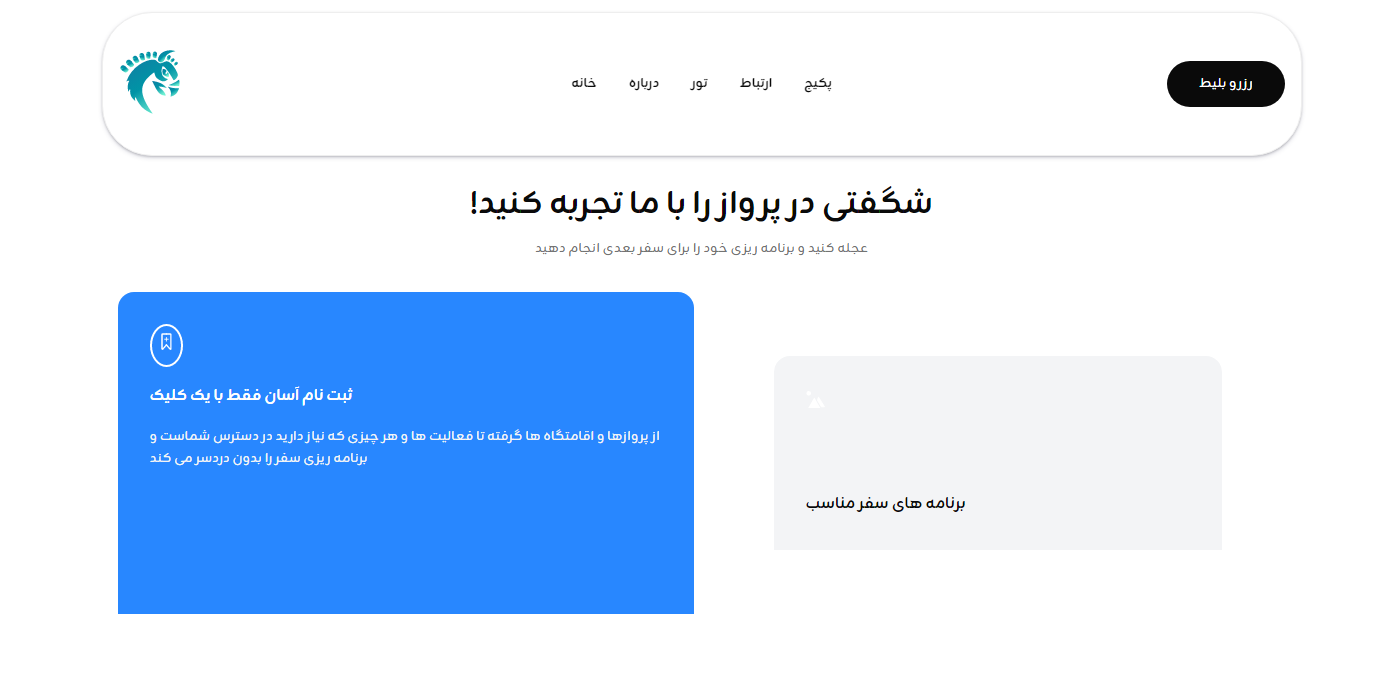 رزرو بلیط
پکیج
ارتباط
تور
درباره
خانه
شگفتی در پرواز را با ما تجربه کنید!
عجله کنید و برنامه ریزی خود را برای سفر بعدی انجام دهید
برنامه های سفر مناسب
ثبت نام آسان فقط با یک کلیک
از پروازها و اقامتگاه ها گرفته تا فعالیت ها و هر چیزی که نیاز دارید در دسترس شماست و
برنامه ریزی سفر را بدون دردسر می کند